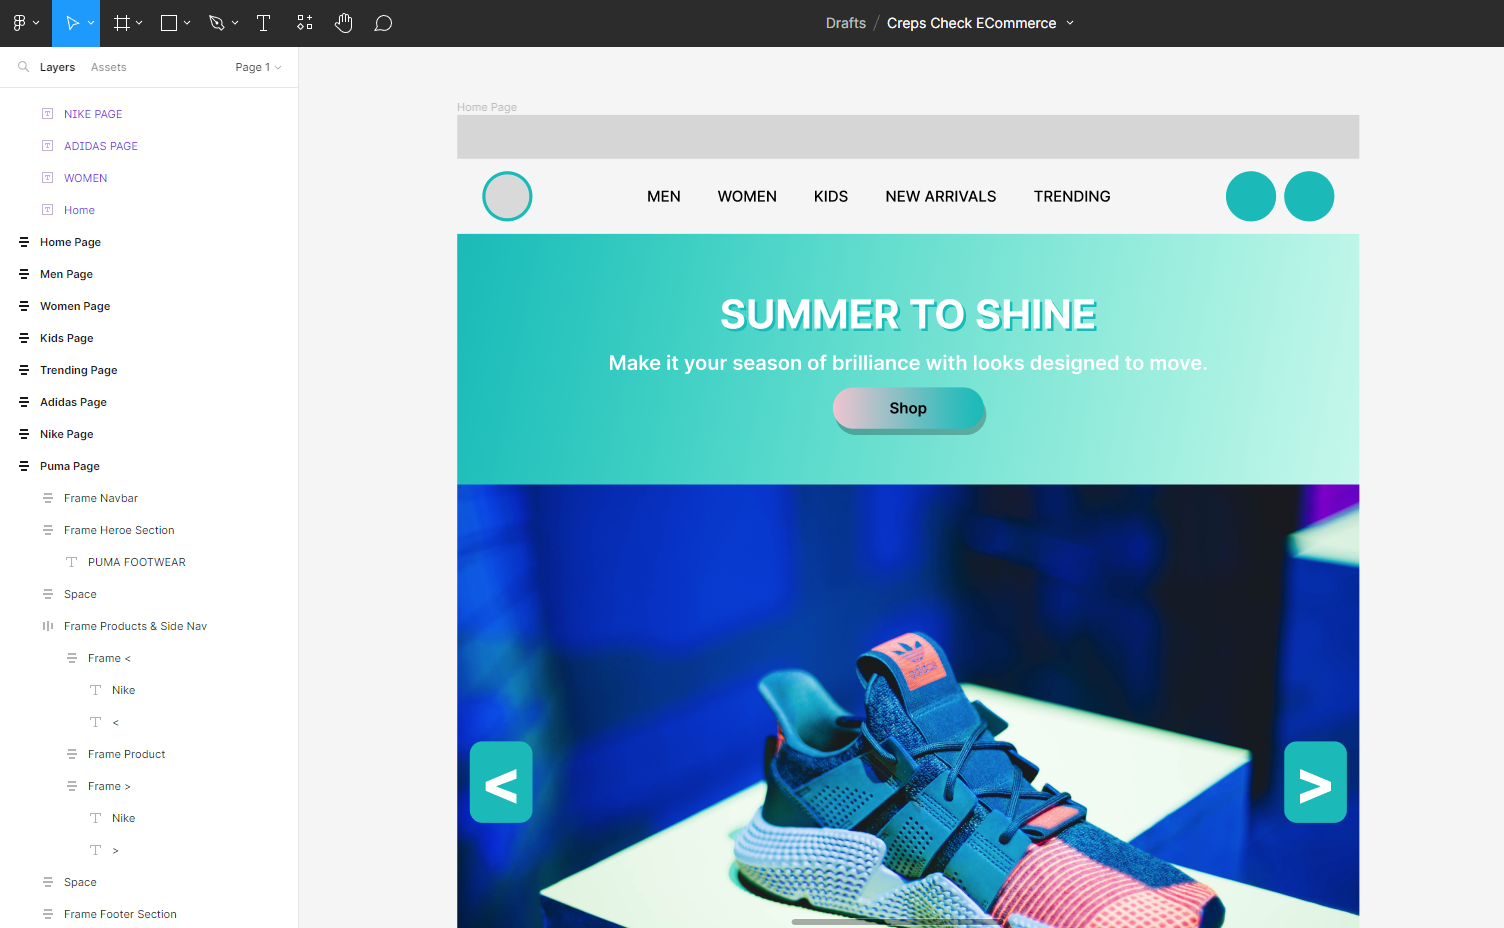 Drafts / Creps Check ECommerce
Layers Assets Page 1
NIKE PAGE
ADIDAS PAGE
WOMEN
Home
Home Page
Men Page
Women Page
Kids Page
Trending Page
Adidas Page
Nike Page
Puma Page
Frame Navbar
Frame Heroe Section
PUMA FOOTWEAR
Space
Frame Products & Side Nav
Frame <
Nike
<
Frame Product
Frame >
Nike
>
Space
Frame Footer Section
Home Page
MEN WOMEN KIDS NEW ARRIVALS TRENDING
SUMMER TO SHINE
Make it your season of brilliance with looks designed to move.
Shop
adidas
< >